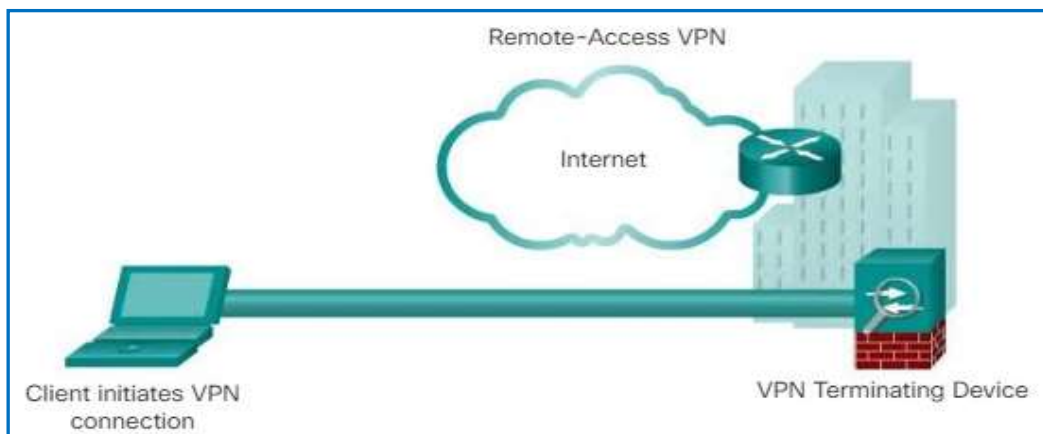 Remote-Access VPN
Internet
Client initiates VPN
connection
VPN Terminating Device